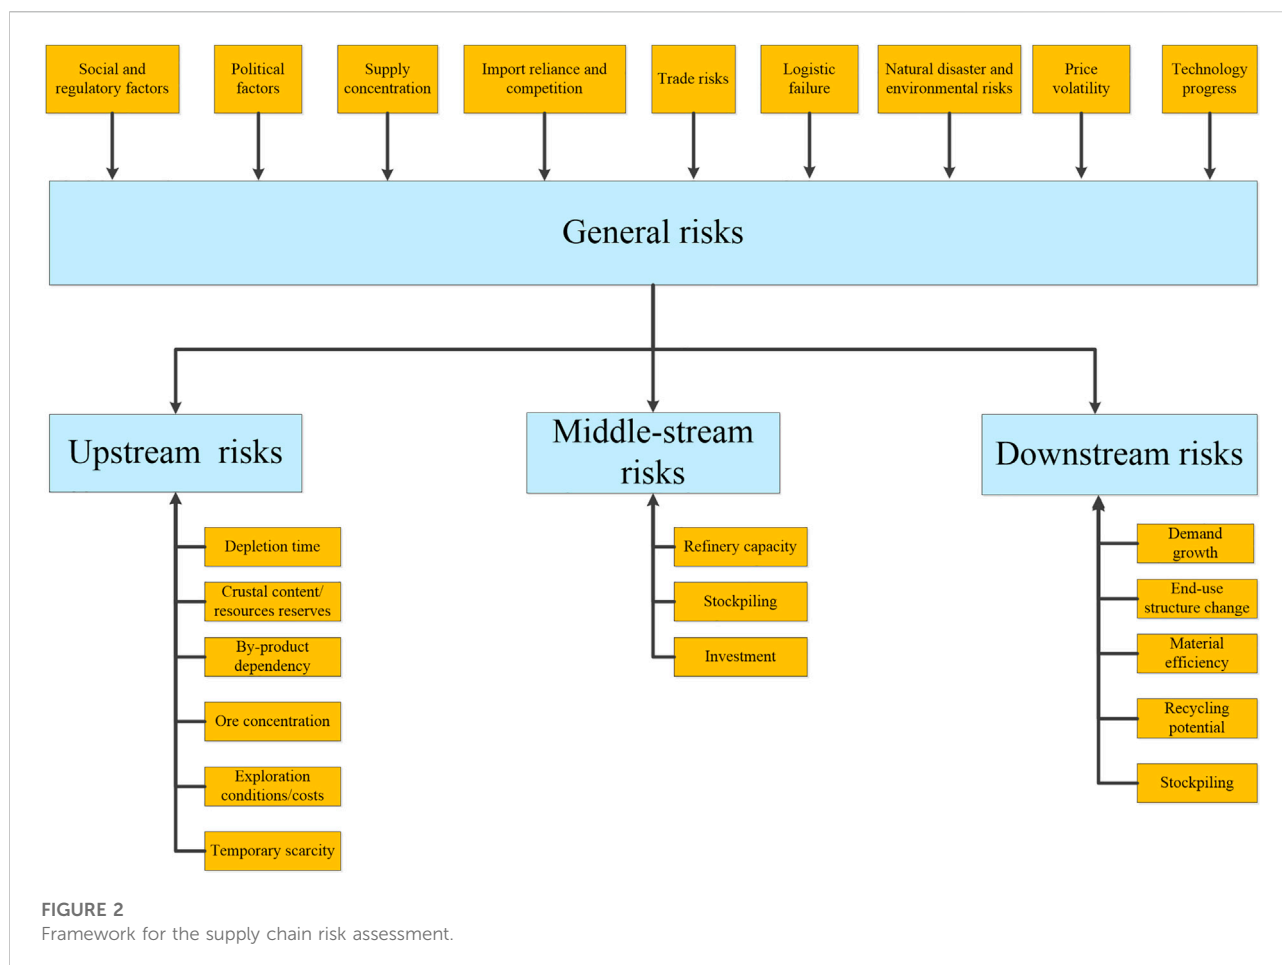 Social and
regulatory factors
Political
factors
Supply
concentration
Import reliance and
competition
Trade risks
Logistic
failure
Natural disaster and
environmental risks
Price
volatility
Technology
progress
General risks
Upstream risks
Middle-stream
risks
Downstream risks
Depletion time
Crustal content/
resources reserves
By-product
dependency
Ore concentration
Exploration
conditions/costs
Temporary scarcity
Refinery capacity
Stockpiling
Investment
Demand
growth
End-use
structure change
Material
efficiency
Recycling
potential
Stockpiling
FIGURE 2
Framework for the supply chain risk assessment.